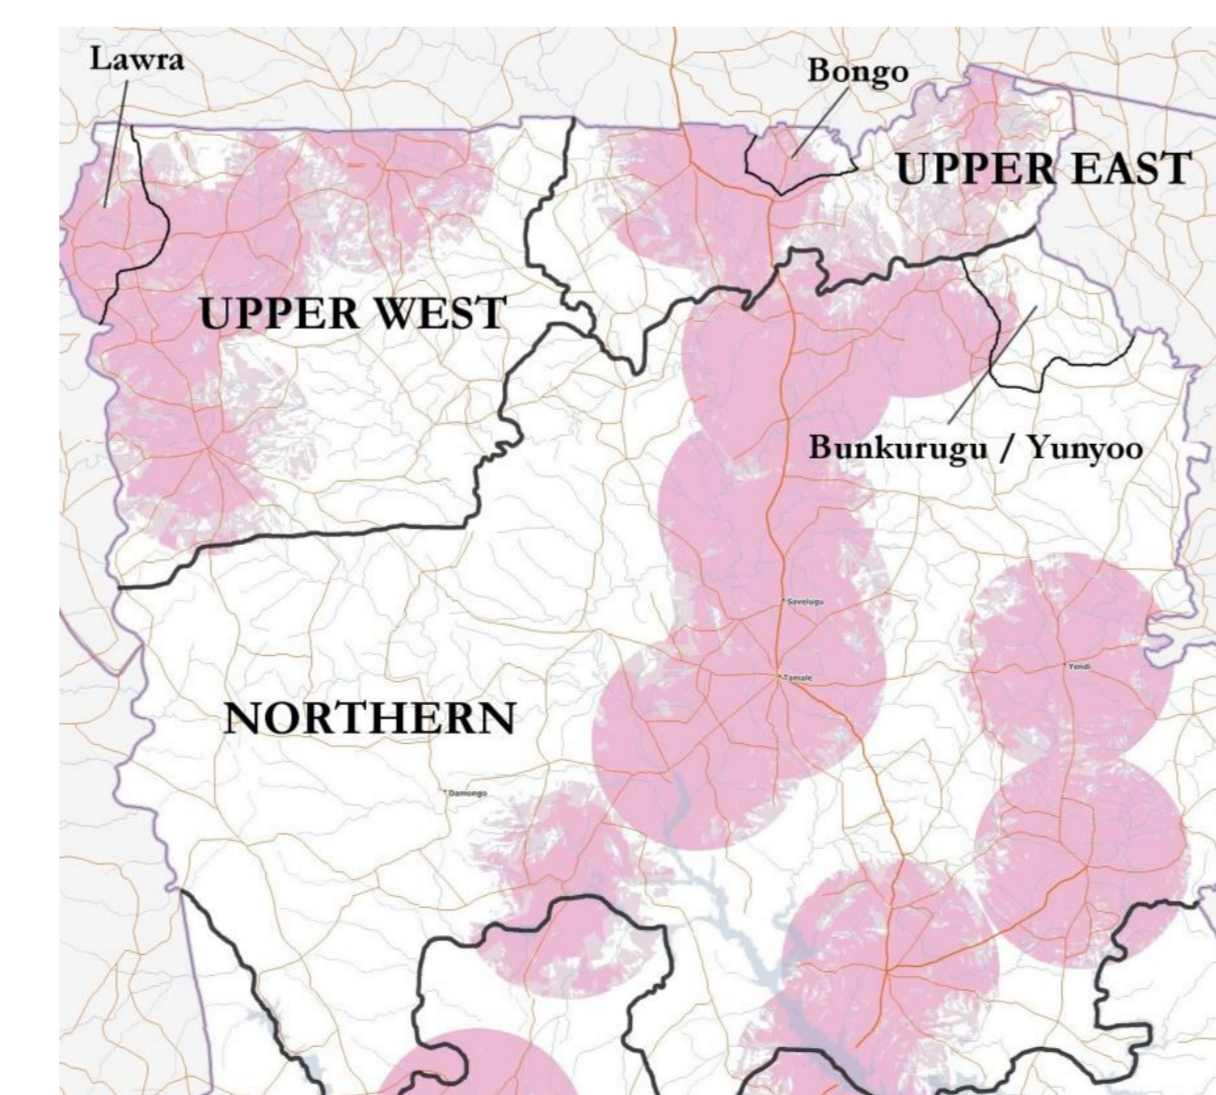 Lawra
Bongo
UPPER EAST
UPPER WEST
Bunkurugu / Yunyoo
Savelugu
Yendi
Tamale
NORTHERN
Damongo